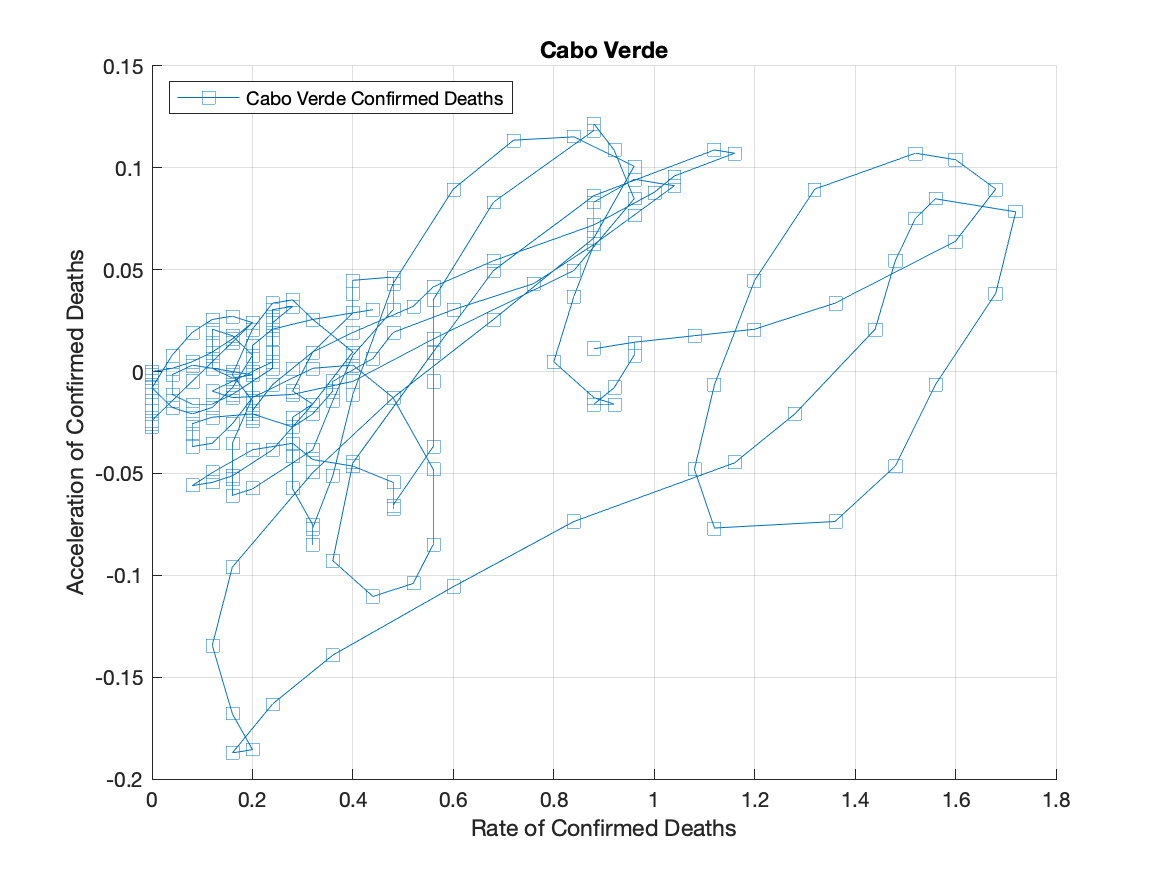 Cabo Verde
Cabo Verde Confirmed Deaths
0.15
0.1
0.05
0
-0.05
-0.1
-0.15
-0.2
Acceleration of Confirmed Deaths
0 0.2 0.4 0.6 0.8 1 1.2 1.4 1.6 1.8
Rate of Confirmed Deaths